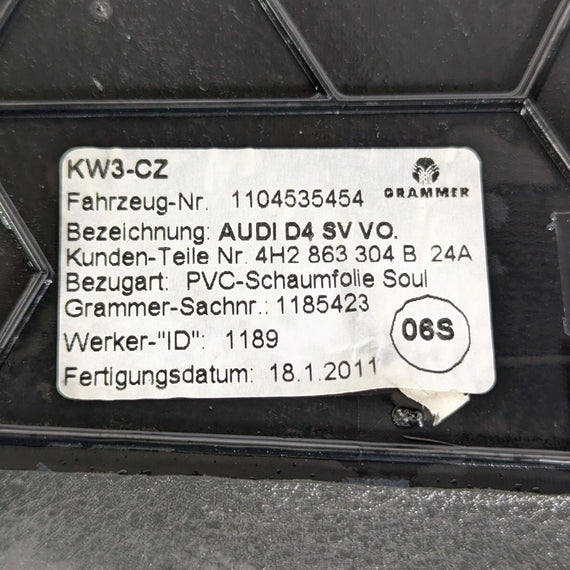 KW3-CZ
GRAMMER
Fahrzeug-Nr. 1104535454
Bezeichnung: AUDI D4 SV VO.
Kunden-Teile Nr. 4H2 863 304 B 24A
Bezugart: PVC-Schaumfolie Soul
Grammer-Sachnr.: 1185423
06S
Werker-"ID": 1189
Fertigungsdatum: 18.1.2011